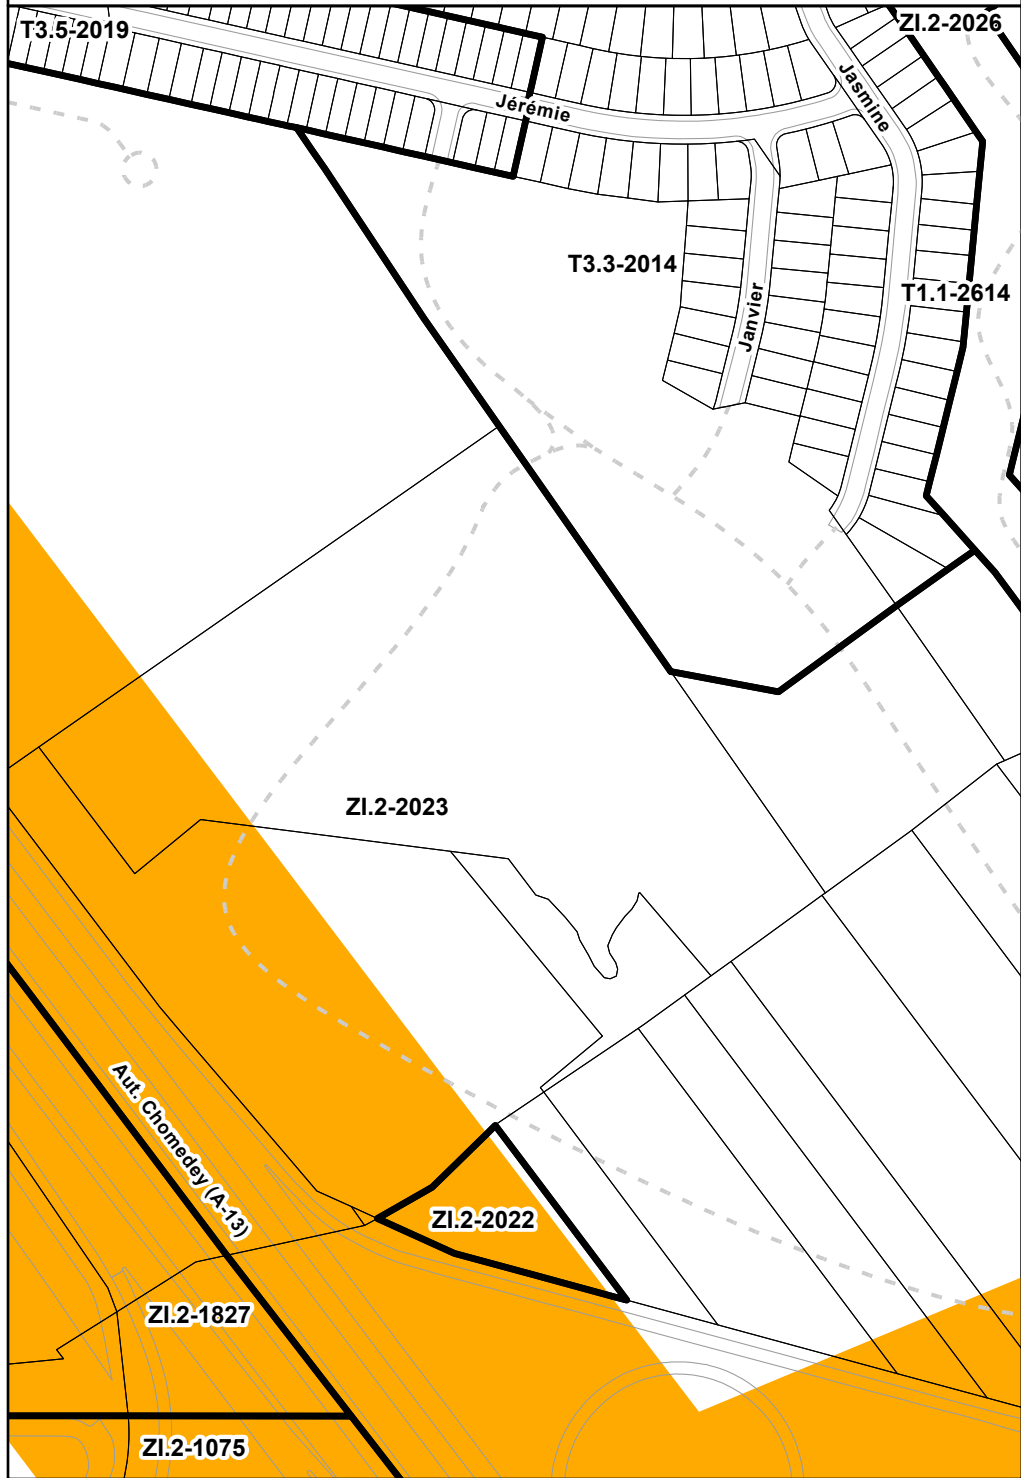 T3.5-2019
ZI.2-2026
Jérémie
Jasmine
T3.3-2014
T1.1-2614
Janvier
ZI.2-2023
Aut. Chomedey (A-13)
ZI.2-2022
ZI.2-1827
ZI.2-1075